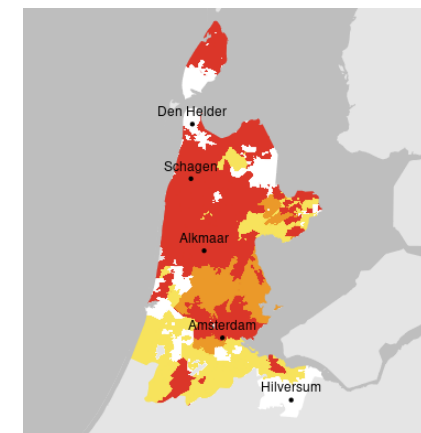 Den Helder
Schagen
Alkmaar
Amsterdam
Hilversum